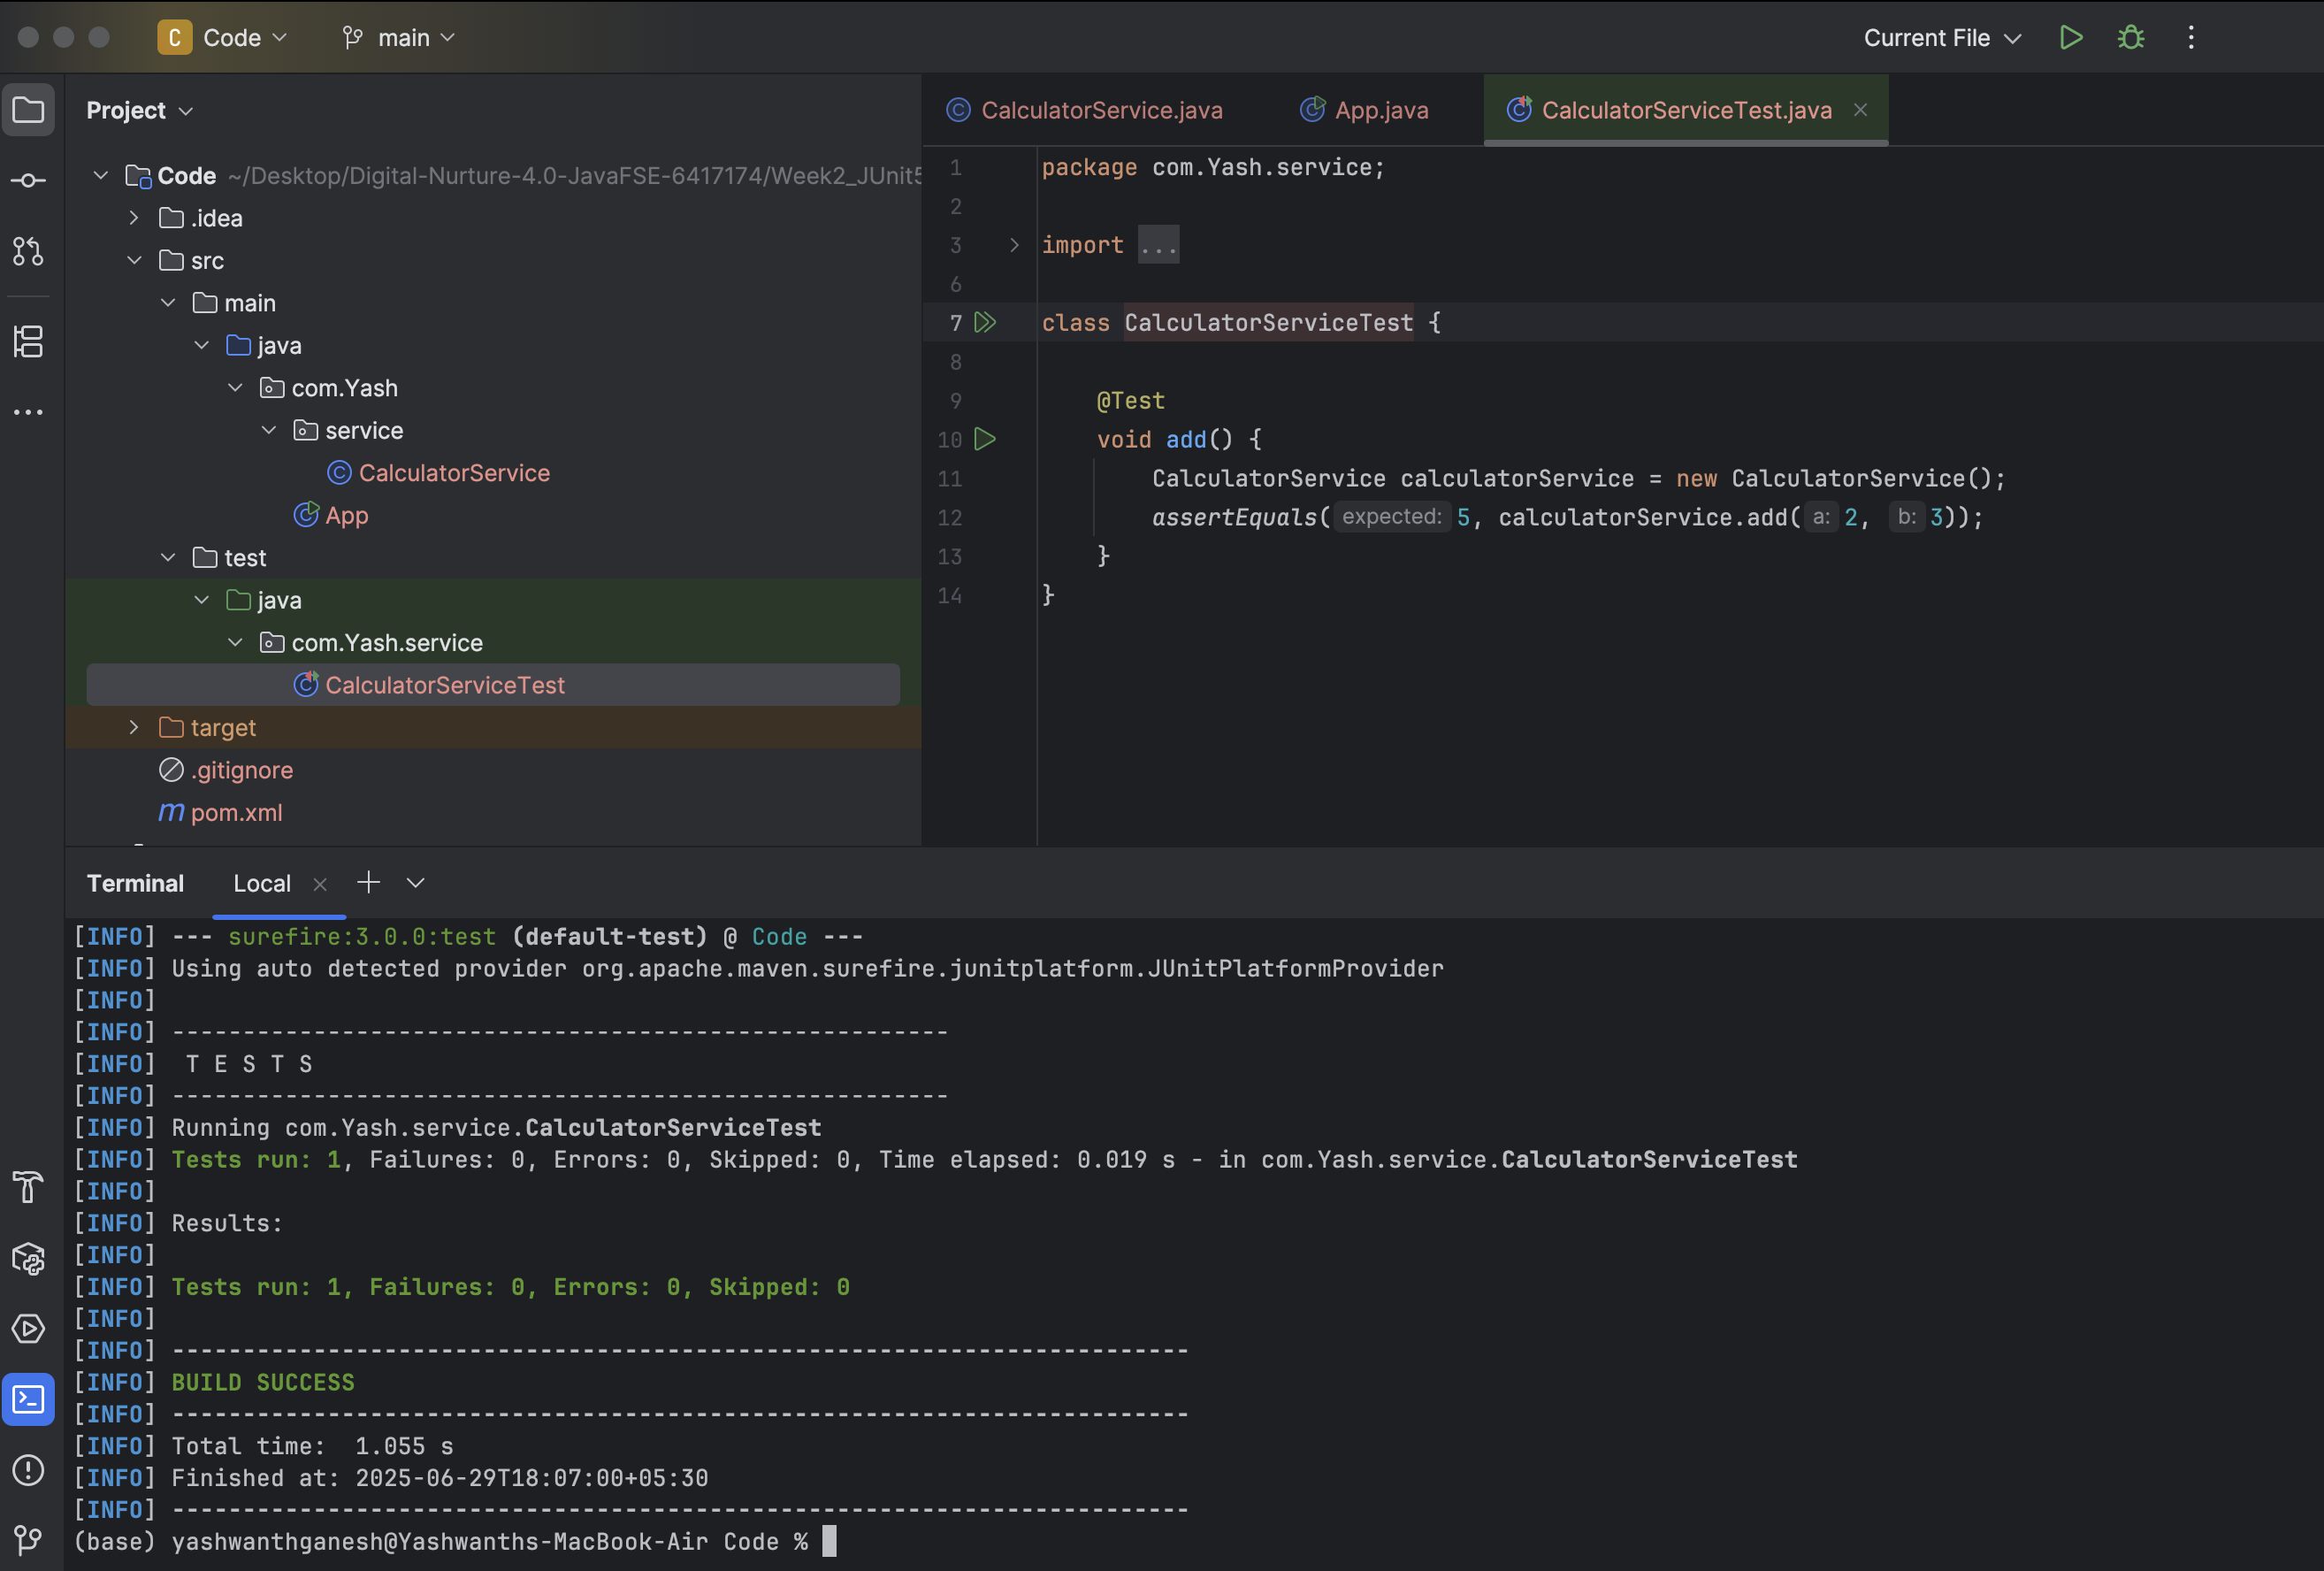 C Code main Current File
Project
Code ~/Desktop/Digital-Nurture-4.0-JavaFSE-6417174/Week2_JUnit5
.idea
src
main
java
com.Yash
service
CalculatorService
App
test
java
com.Yash.service
CalculatorServiceTest
target
.gitignore
m pom.xml
CalculatorService.java App.java CalculatorServiceTest.java
1 package com.Yash.service;
2
3 import ...
6
7 class CalculatorServiceTest {
8
9 @Test
10 void add() {
11 CalculatorService calculatorService = new CalculatorService();
12 assertEquals( expected: 5, calculatorService.add( a: 2, b: 3));
13 }
14 }
Terminal Local
[INFO] --- surefire:3.0.0:test (default-test) @ Code ---
[INFO] Using auto detected provider org.apache.maven.surefire.junitplatform.JUnitPlatformProvider
[INFO]
[INFO] -------------------------------------------------------
[INFO]  T E S T S
[INFO] -------------------------------------------------------
[INFO] Running com.Yash.service.CalculatorServiceTest
[INFO] Tests run: 1, Failures: 0, Errors: 0, Skipped: 0, Time elapsed: 0.019 s - in com.Yash.service.CalculatorServiceTest
[INFO]
[INFO] Results:
[INFO]
[INFO] Tests run: 1, Failures: 0, Errors: 0, Skipped: 0
[INFO]
[INFO] ------------------------------------------------------------------------
[INFO] BUILD SUCCESS
[INFO] ------------------------------------------------------------------------
[INFO] Total time:  1.055 s
[INFO] Finished at: 2025-06-29T18:07:00+05:30
[INFO] ------------------------------------------------------------------------
(base) yashwanthganesh@Yashwanths-MacBook-Air Code %